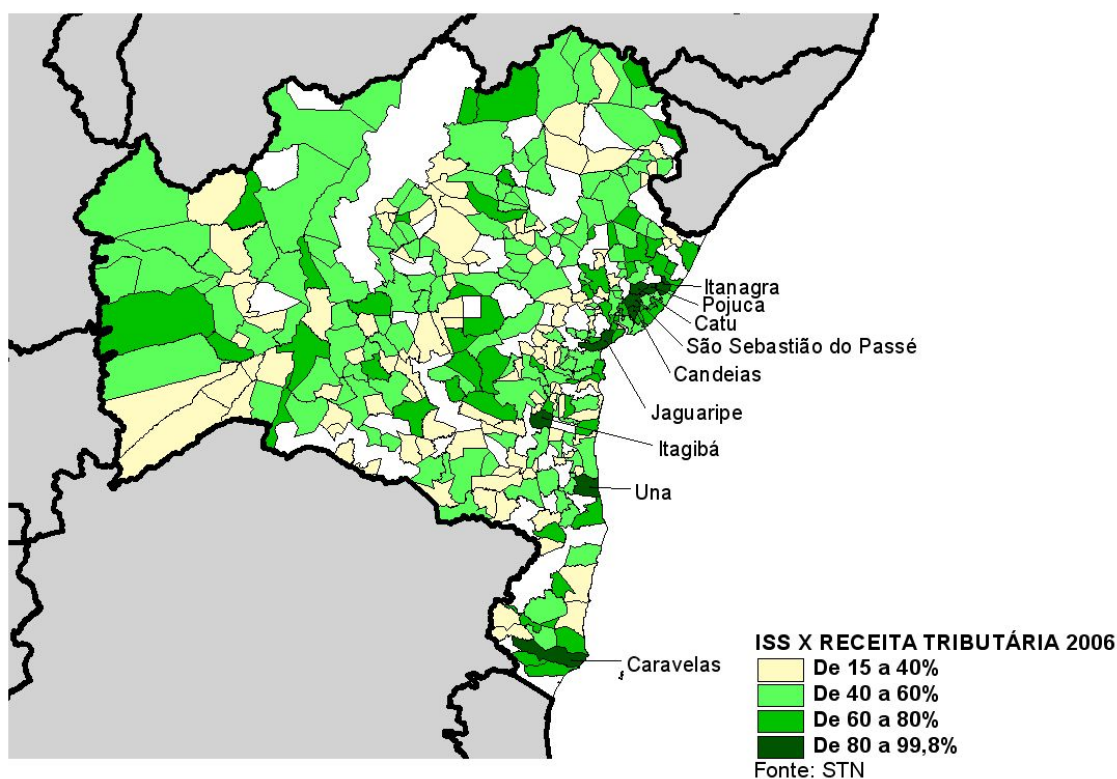 Itanagra
Pojuca
Catu
São Sebastião do Passé
Candeias
Jaguaripe
Itagibá
Una
Caravelas
ISS X RECEITA TRIBUTÁRIA 2006
De 15 a 40%
De 40 a 60%
De 60 a 80%
De 80 a 99,8%
Fonte: STN